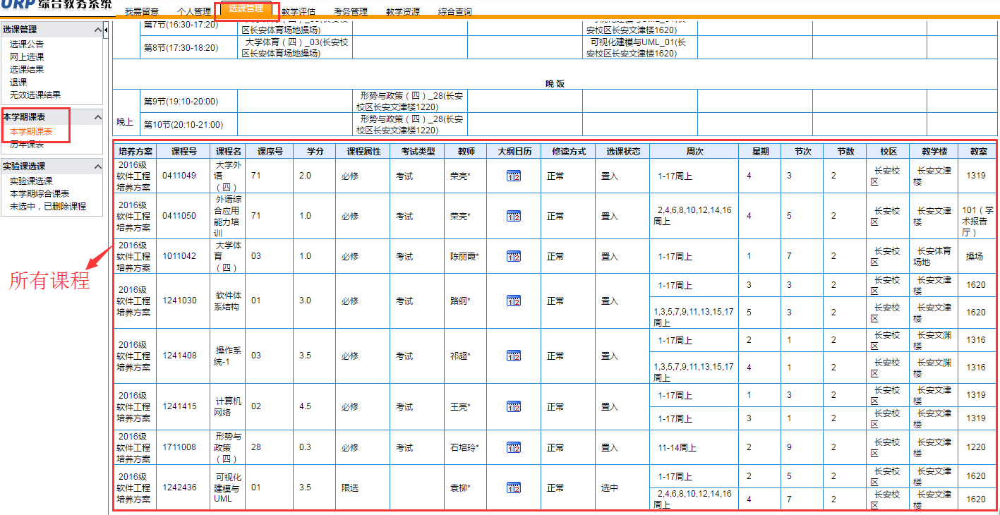 URP 综合教务系统
我需留意 个人管理 选课管理 教学评估 考务管理 教学资源 综合查询
选课管理
选课公告
网上选课
选课结果
退课
无效选课结果
本学期课表
本学期课表
历年课表
实验课选课
实验课选课
本学期综合课表
未选中，已删除课程
所有课程
第7节(16:30-17:20)
区长安体育场地操场)
安校区长安文津楼1620)
第8节(17:30-18:20)
大学体育（四）_03(长安校
区长安体育场地操场)
可视化建模与UML_01(长
安校区长安文津楼1620)
晚 饭
晚上
第9节(19:10-20:00)
形势与政策（四）_28(长安
校区长安文津楼1220)
第10节(20:10-21:00)
形势与政策（四）_28(长安
校区长安文津楼1220)
培养方案 课程号 课程名 课序号 学分 课程属性 考试类型 教师 大纲日历 修读方式 选课状态 周次 星期 节次 节数 校区 教学楼 教室
2016级
软件工程
培养方案
0411049
大学外
语
（四）
71 2.0 必修 考试 荣亮* 正常 置入 1-17周上 4 3 2
长安校
区
长安文津
楼
1319
2016级
软件工程
培养方案
0411050
外语综
合应用
能力培
训
71 1.0 必修 考试 荣亮* 正常 置入
2,4,6,8,10,12,14,16
周上
4 5 2
长安校
区
长安文津
楼
101（学
术报告
厅）
2016级
软件工程
培养方案
1011042
大学体
育
（四）
03 1.0 必修 考试 陈丽霞* 正常 置入 1-17周上 1 7 2
长安校
区
长安体育
场地
操场
2016级
软件工程
培养方案
1241030
软件体
系结构
01 3.0 必修 考试 路纲* 正常 置入
1-17周上 3 3 2
长安校
区
长安文津
楼
1620
1,3,5,7,9,11,13,15,17
周上
5 3 2
长安校
区
长安文津
楼
1620
2016级
软件工程
培养方案
1241408
操作系
统-1
03 3.5 必修 考试 祁超* 正常 置入
1-17周上 2 1 2
长安校
区
长安文渊
楼
1316
1,3,5,7,9,11,13,15,17
周上
4 1 2
长安校
区
长安文渊
楼
1316
2016级
软件工程
培养方案
1241415
计算机
网络
02 4.5 必修 考试 王亮* 正常 置入
1-17周上 1 3 2
长安校
区
长安文津
楼
1319
1-17周上 3 1 2
长安校
区
长安文津
楼
1319
2016级
软件工程
培养方案
1711008
形势与
政策
（四）
28 0.3 必修 考试 石培玲* 正常 置入 11-14周上 2 9 2
长安校
区
长安文津
楼
1220
2016级
软件工程
培养方案
1242436
可视化
建模与
UML
01 3.5 限选 袁柳* 正常 选中
1-17周上 2 5 2
长安校
区
长安文津
楼
1620
2,4,6,8,10,12,14,16
周上
4 7 2
长安校
区
长安文津
楼
1620